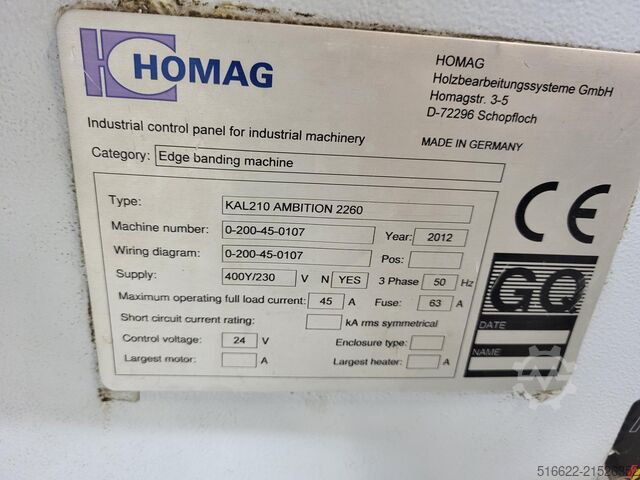 HOMAG
HOMAG
Holzbearbeitungssysteme GmbH
Homagstr. 3-5
D-72296 Schopfloch
Industrial control panel for industrial machinery
MADE IN GERMANY
Category: Edge banding machine
Type: KAL210 AMBITION 2260
Machine number: 0-200-45-0107 Year: 2012
Wiring diagram: 0-200-45-0107 Pos:
Supply: 400Y/230 V N YES 3 Phase 50 Hz
Maximum operating full load current: 45 A Fuse: 63 A
Short circuit current rating: kA rms symmetrical
Control voltage: 24 V Enclosure type:
Largest motor: A Largest heater: A
CE
GQ
DATE
NAME